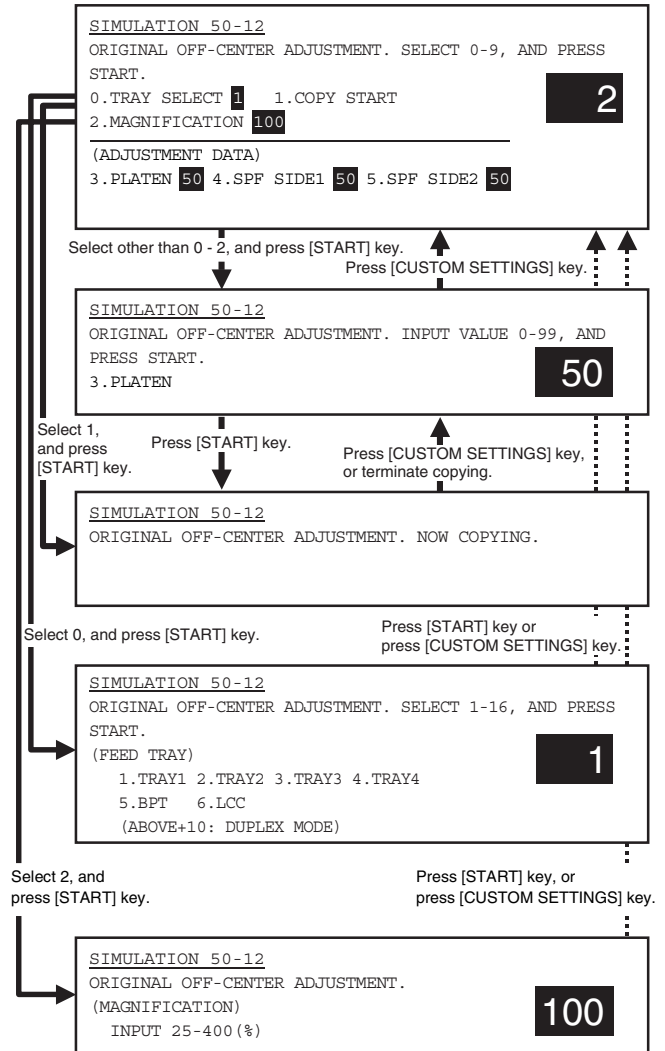 SIMULATION 50-12
ORIGINAL OFF-CENTER ADJUSTMENT. SELECT 0-9, AND PRESS
START.
0.TRAY SELECT 1 1.COPY START
2
2.MAGNIFICATION 100
(ADJUSTMENT DATA)
3.PLATEN 50 4.SPF SIDE1 50 5.SPF SIDE2 50
Select other than 0 - 2, and press [START] key.
Press [CUSTOM SETTINGS] key.
SIMULATION 50-12
ORIGINAL OFF-CENTER ADJUSTMENT. INPUT VALUE 0-99, AND
PRESS START.
50
3.PLATEN
Select 1,
and press
[START] key.
Press [START] key.
Press [CUSTOM SETTINGS] key,
or terminate copying.
SIMULATION 50-12
ORIGINAL OFF-CENTER ADJUSTMENT. NOW COPYING.
Select 0, and press [START] key.
Press [START] key or
press [CUSTOM SETTINGS] key.
SIMULATION 50-12
ORIGINAL OFF-CENTER ADJUSTMENT. SELECT 1-16, AND PRESS
START.
(FEED TRAY)
1
1.TRAY1 2.TRAY2 3.TRAY3 4.TRAY4
5.BPT 6.LCC
(ABOVE+10: DUPLEX MODE)
Select 2, and
press [START] key.
Press [START] key, or
press [CUSTOM SETTINGS] key.
SIMULATION 50-12
ORIGINAL OFF-CENTER ADJUSTMENT.
(MAGNIFICATION)
100
INPUT 25-400(%)